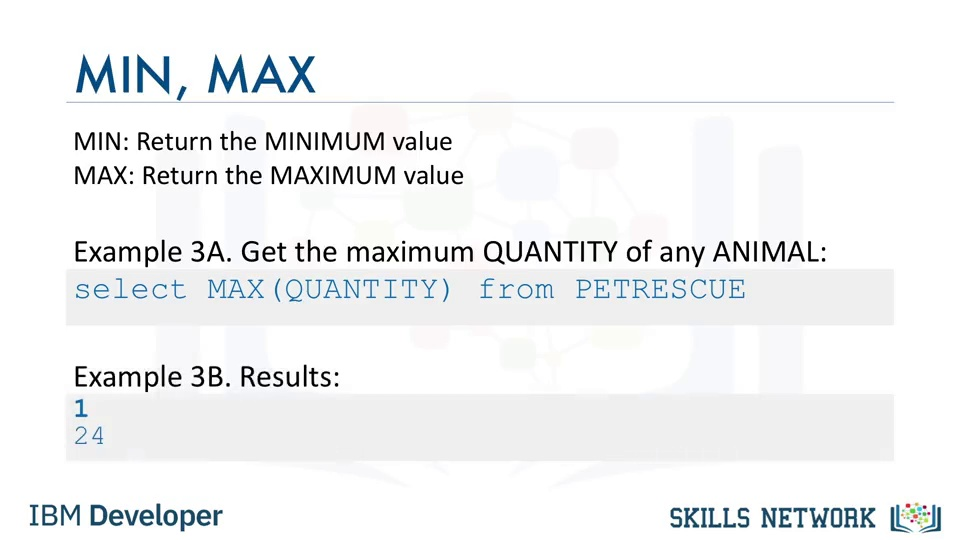 MIN, MAX
MIN: Return the MINIMUM value
MAX: Return the MAXIMUM value
Example 3A. Get the maximum QUANTITY of any ANIMAL:
select MAX(QUANTITY) from PETRESCUE
Example 3B. Results:
1
24
IBM Developer
SKILLS NETWORK